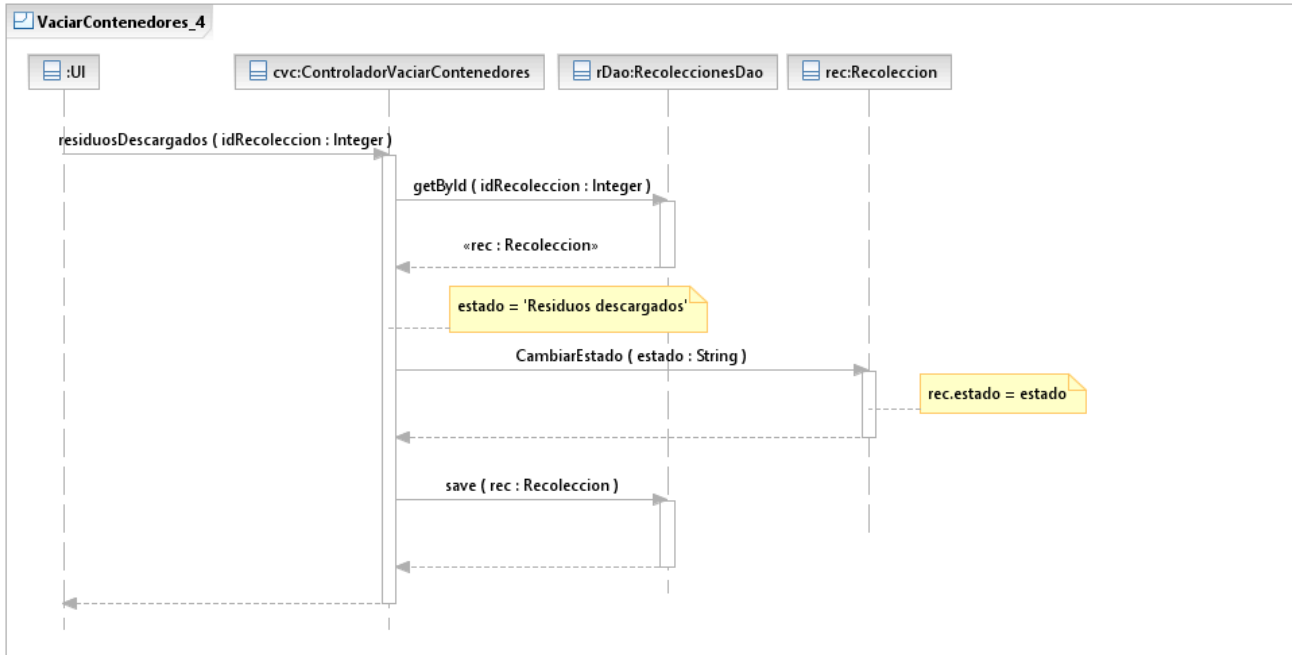 VaciarContenedores_4
:UI
cvc:ControladorVaciarContenedores
rDao:RecoleccionesDao
rec:Recoleccion
residuosDescargados ( idRecoleccion : Integer )
getById ( idRecoleccion : Integer )
«rec : Recoleccion»
estado = 'Residuos descargados'
CambiarEstado ( estado : String )
rec.estado = estado
save ( rec : Recoleccion )